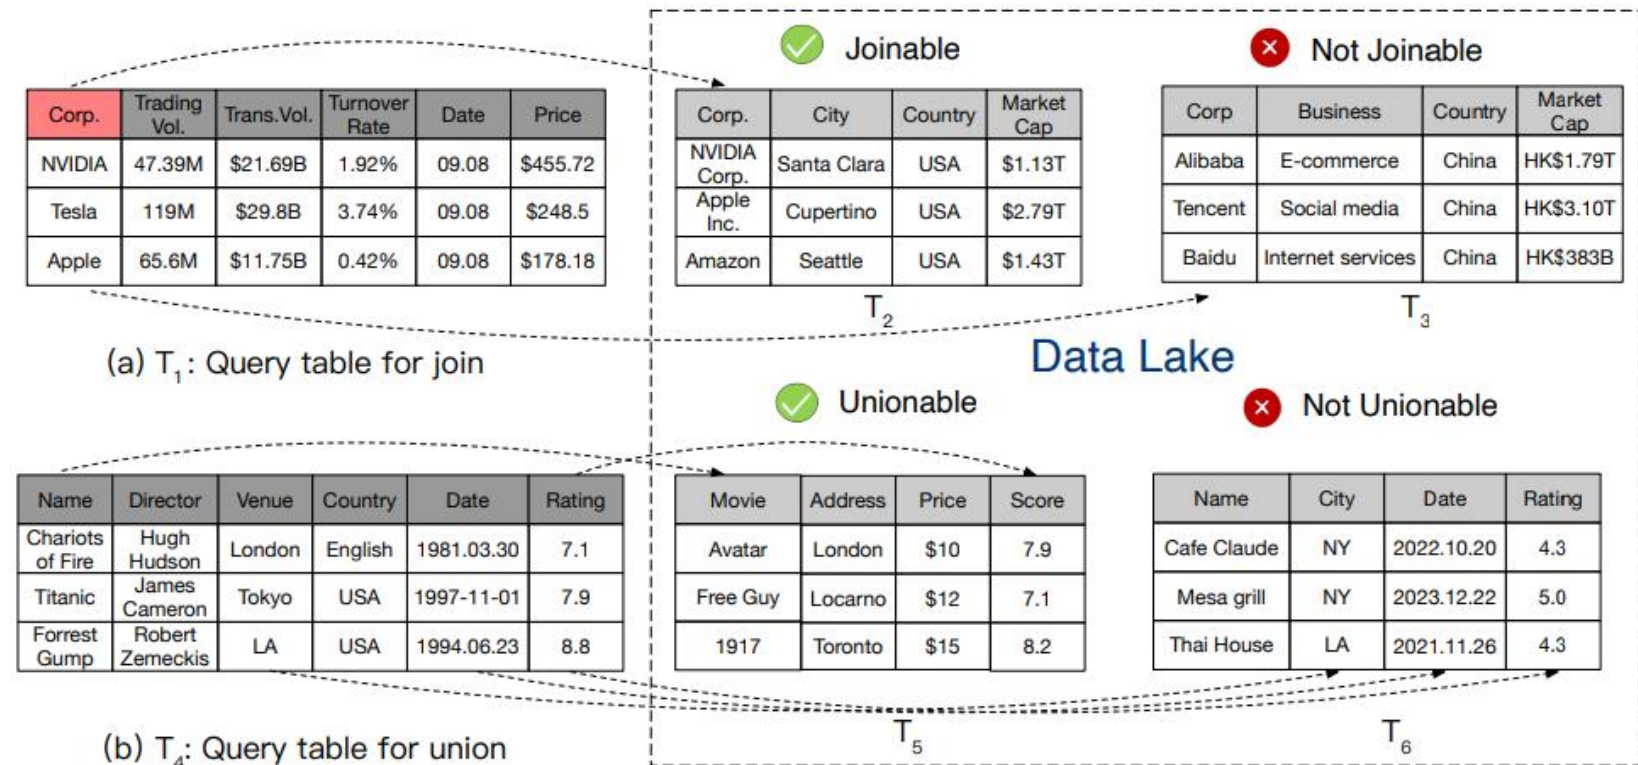 Joinable
Not Joinable
Corp. Trading Vol. Trans.Vol. Turnover Rate Date Price
NVIDIA 47.39M $21.69B 1.92% 09.08 $455.72
Tesla 119M $29.8B 3.74% 09.08 $248.5
Apple 65.6M $11.75B 0.42% 09.08 $178.18
(a) T1: Query table for join
Corp. City Country Market Cap
NVIDIA Corp. Santa Clara USA $1.13T
Apple Inc. Cupertino USA $2.79T
Amazon Seattle USA $1.43T
T2
Corp Business Country Market Cap
Alibaba E-commerce China HK$1.79T
Tencent Social media China HK$3.10T
Baidu Internet services China HK$383B
T3
Data Lake
Unionable
Not Unionable
Name Director Venue Country Date Rating
Chariots of Fire Hugh Hudson London English 1981.03.30 7.1
Titanic James Cameron Tokyo USA 1997-11-01 7.9
Forrest Gump Robert Zemeckis LA USA 1994.06.23 8.8
(b) T4: Query table for union
Movie Address Price Score
Avatar London $10 7.9
Free Guy Locarno $12 7.1
1917 Toronto $15 8.2
T5
Name City Date Rating
Cafe Claude NY 2022.10.20 4.3
Mesa grill NY 2023.12.22 5.0
Thai House LA 2021.11.26 4.3
T6